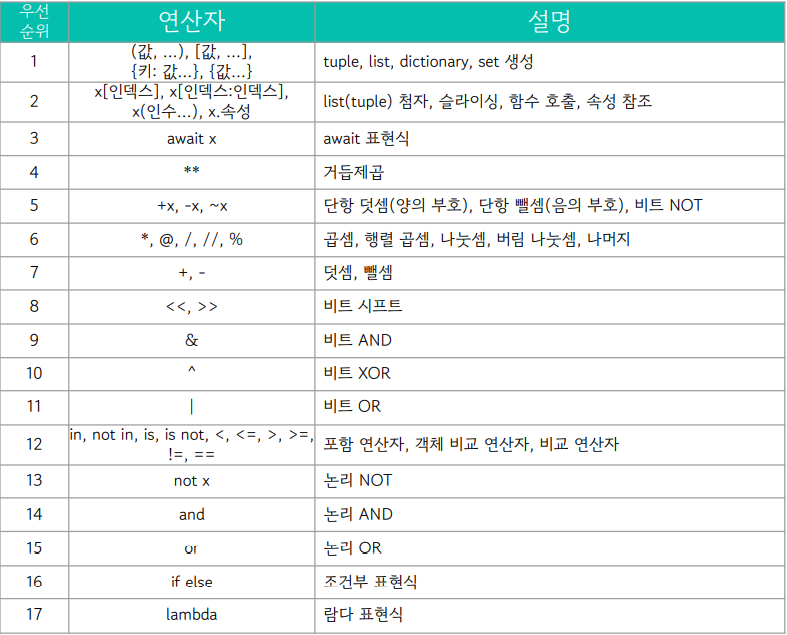 우선
순위
연산자
설명
1
(값, ...), [값, ...],
{키: 값...}, {값...}
tuple, list, dictionary, set 생성
2
x[인덱스], x[인덱스:인덱스],
x(인수...), x.속성
list(tuple) 첨자, 슬라이싱, 함수 호출, 속성 참조
3
await x
await 표현식
4
**
거듭제곱
5
+x, -x, ~x
단항 덧셈(양의 부호), 단항 뺄셈(음의 부호), 비트 NOT
6
*, @, /, //, %
곱셈, 행렬 곱셈, 나눗셈, 버림 나눗셈, 나머지
7
+, -
덧셈, 뺄셈
8
<<, >>
비트 시프트
9
&
비트 AND
10
^
비트 XOR
11
|
비트 OR
12
in, not in, is, is not, <, <=, >, >=,
!=, ==
포함 연산자, 객체 비교 연산자, 비교 연산자
13
not x
논리 NOT
14
and
논리 AND
15
or
논리 OR
16
if else
조건부 표현식
17
lambda
람다 표현식